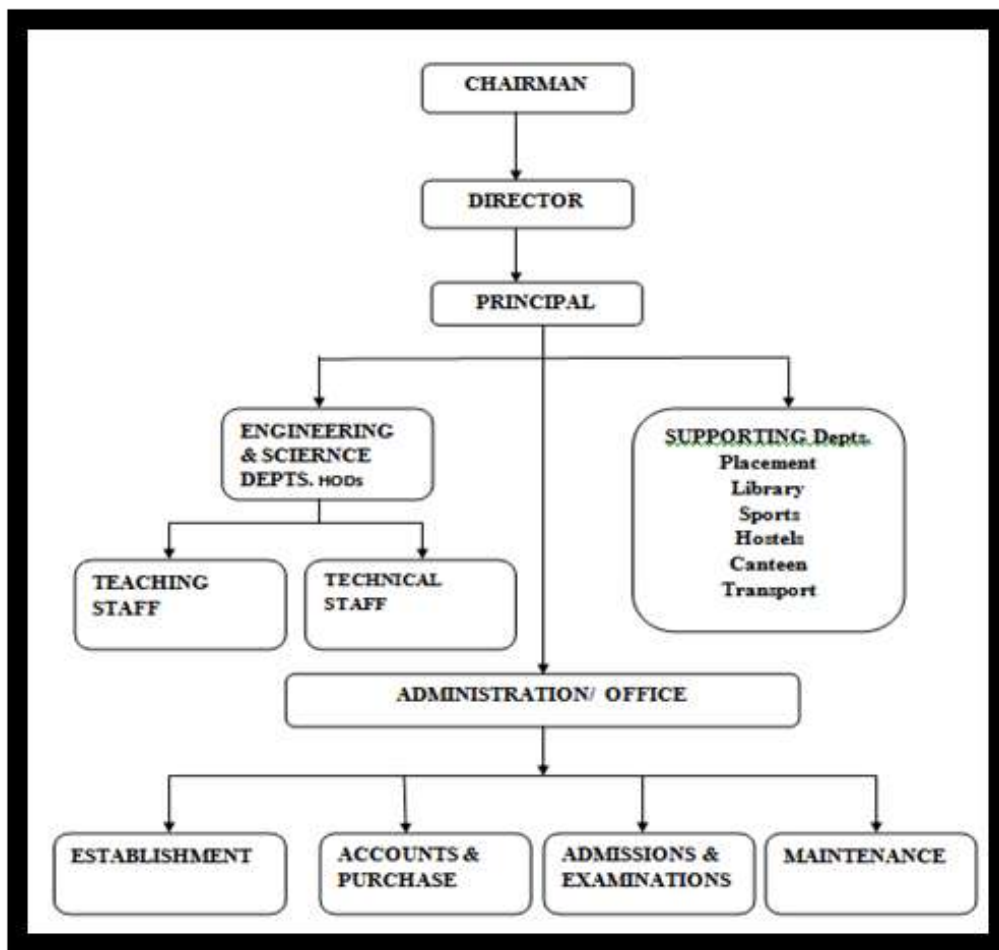 CHAIRMAN
DIRECTOR
PRINCIPAL
ENGINEERING
& SCIERNCE
DEPTS. HODs
SUPPORTING Depts.
Placement
Library
Sports
Hostels
Canteen
Transport
TEACHING
STAFF
TECHNICAL
STAFF
ADMINISTRATION/ OFFICE
ESTABLISHMENT
ACCOUNTS &
PURCHASE
ADMISSIONS &
EXAMINATIONS
MAINTENANCE